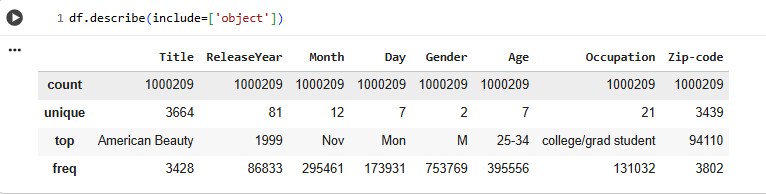 1 df.describe(include=['object'])
Title ReleaseYear Month Day Gender Age Occupation Zip-code
count 1000209 1000209 1000209 1000209 1000209 1000209 1000209 1000209
unique 3664 81 12 7 2 7 21 3439
top American Beauty 1999 Nov Mon M 25-34 college/grad student 94110
freq 3428 86833 295461 173931 753769 395556 131032 3802